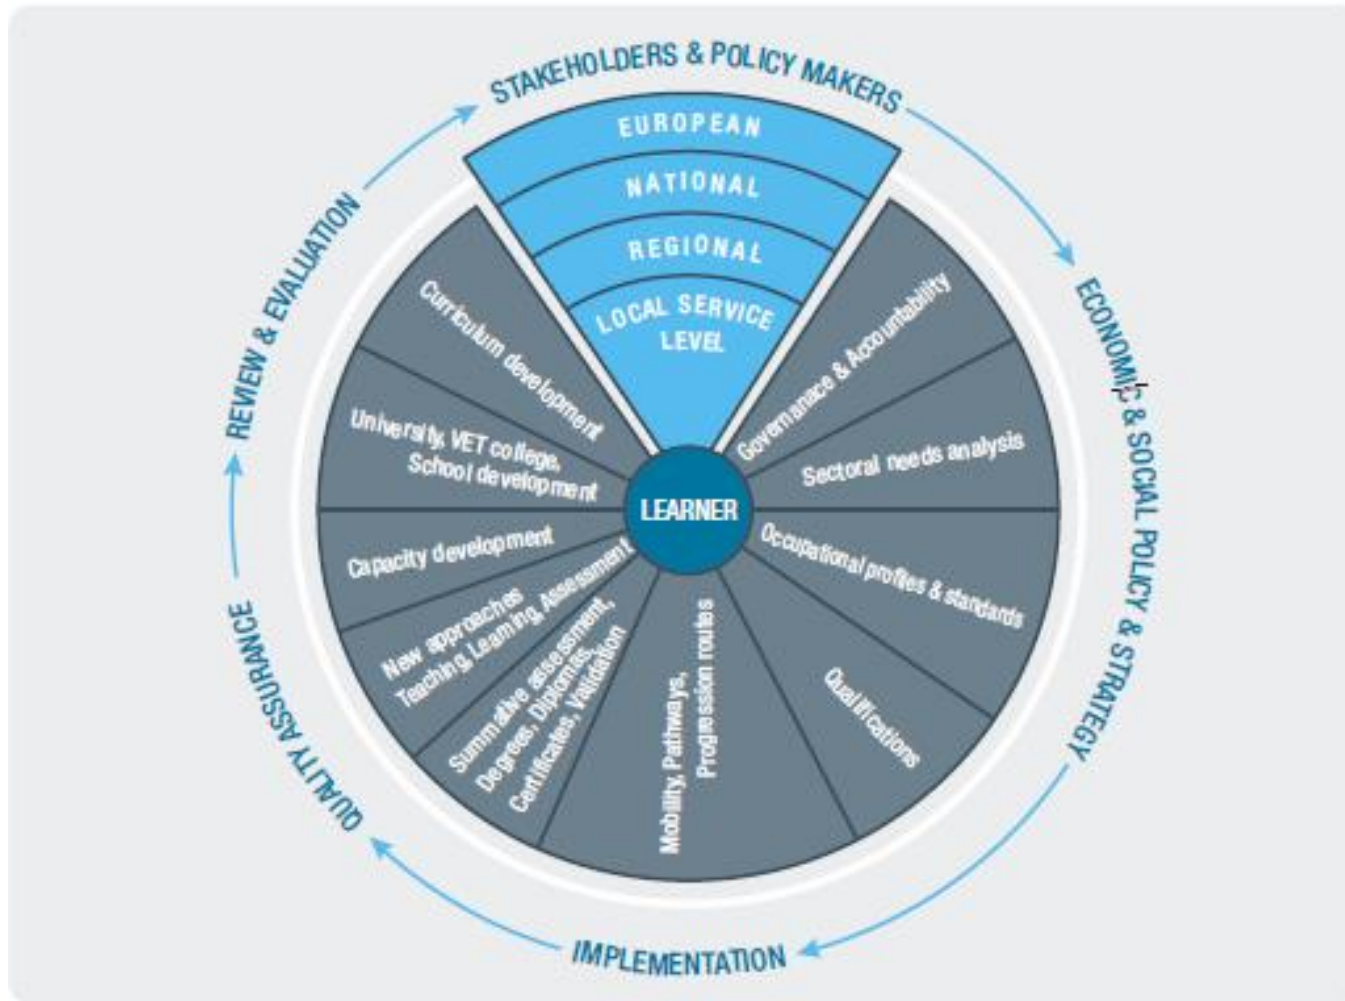 STAKEHOLDERS & POLICY MAKERS
EUROPEAN
NATIONAL
REGIONAL
LOCAL SERVICE
LEVEL
ECONOMIC & SOCIAL POLICY & STRATEGY
IMPLEMENTATION
QUALITY ASSURANCE
REVIEW & EVALUATION
LEARNER
Governanace & Accountability
Sectoral needs analysis
Occupational profiles & standards
Qualifications
Mobility, Pathways,
Progression routes
Summative assessment,
Degrees, Diplomas,
Certificates, Validation
New approaches
Teaching, Learning, Assessment
Capacity development
University, VET college,
School development
Curriculum development